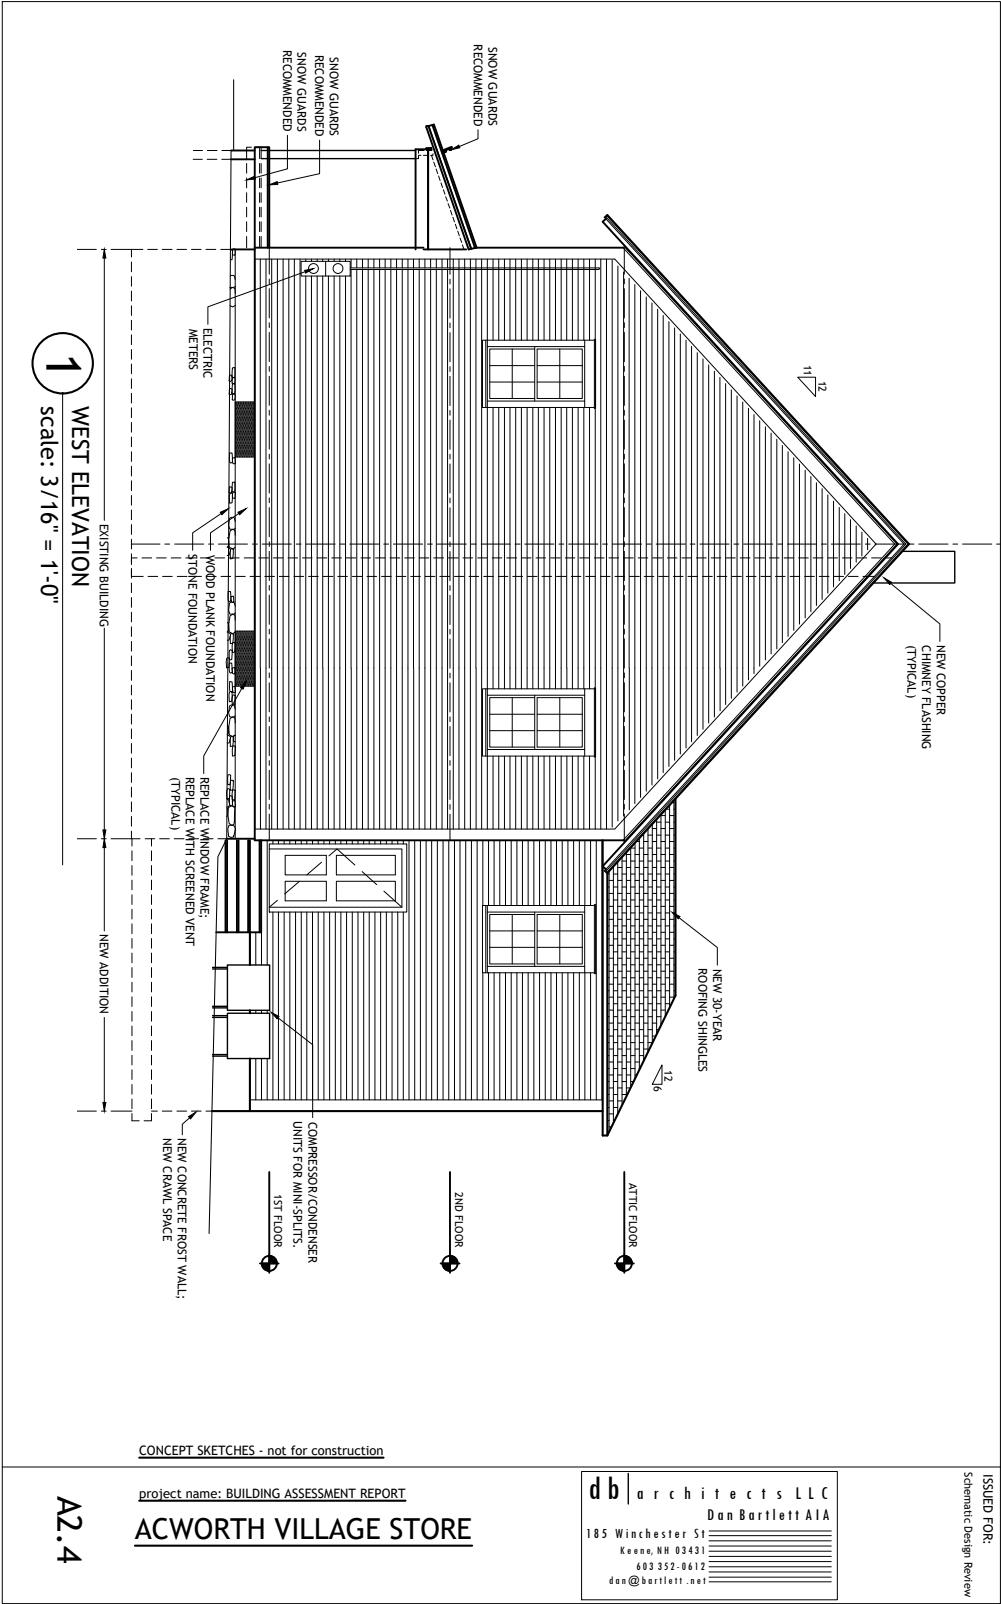 SNOW GUARDS
RECOMMENDED
SNOW GUARDS
RECOMMENDED
SNOW GUARDS
RECOMMENDED
12
11
NEW COPPER
CHIMNEY FLASHING
(TYPICAL)
NEW 30-YEAR
ROOFING SHINGLES
12
6
ATTIC FLOOR
2ND FLOOR
1ST FLOOR
COMPRESSOR/CONDENSER
UNITS FOR MINI-SPLITS.
NEW CONCRETE FROST WALL;
NEW CRAWL SPACE
ELECTRIC
METERS
WOOD PLANK FOUNDATION
STONE FOUNDATION
REPLACE WINDOW FRAME;
REPLACE WITH SCREENED VENT
(TYPICAL)
EXISTING BUILDING
NEW ADDITION
1
WEST ELEVATION
scale: 3/16" = 1'-0"
CONCEPT SKETCHES - not for construction
project name: BUILDING ASSESSMENT REPORT
ACWORTH VILLAGE STORE
A2.4
db architects LLC
Dan Bartlett AIA
185 Winchester St
Keene, NH 03431
603 352-0612
dan@bartlett.net
ISSUED FOR:
Schematic Design Review